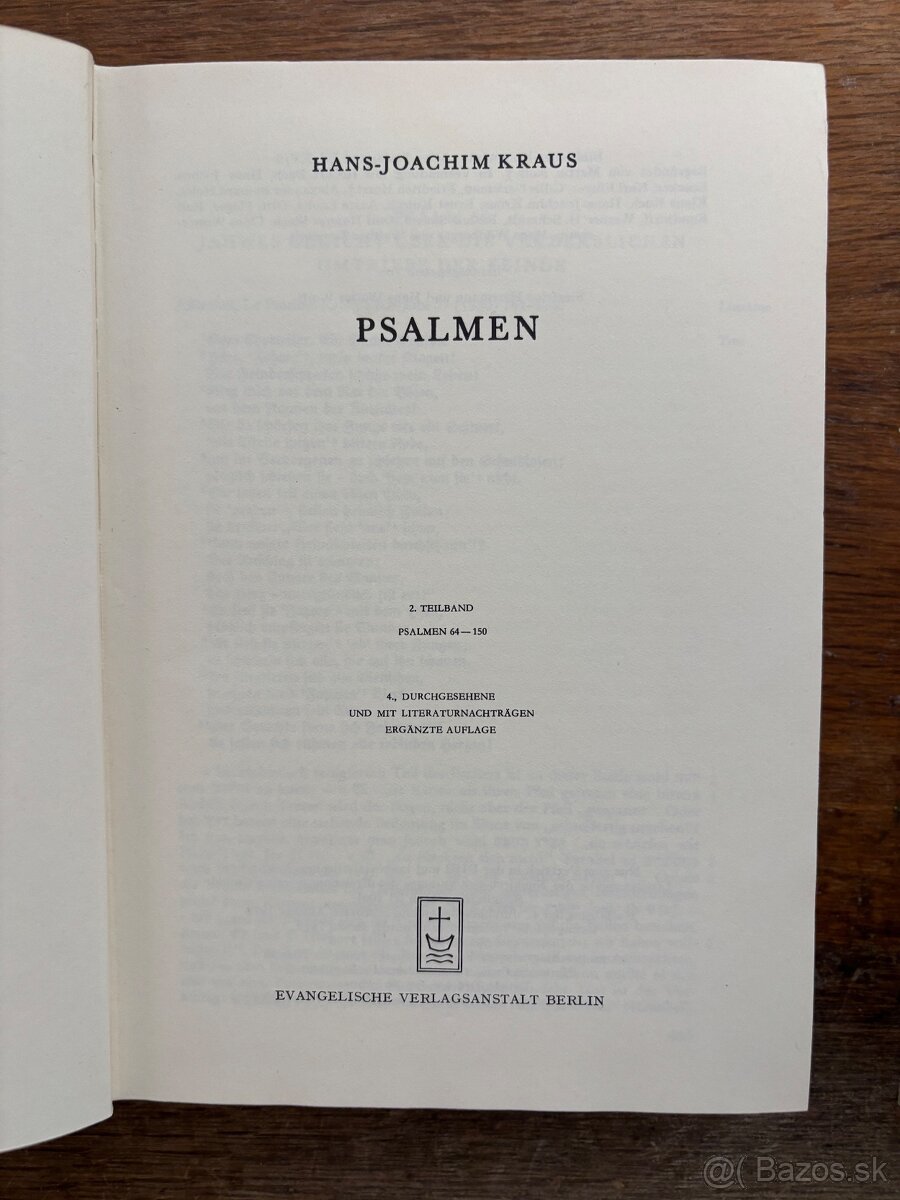 HANS-JOACHIM KRAUS
PSALMEN
2. TEILBAND
PSALMEN 64—150
4., DURCHGESEHENE
UND MIT LITERATURNACHTRÄGEN
ERGÄNZTE AUFLAGE
EVANGELISCHE VERLAGSANSTALT BERLIN
@( Bazos.sk